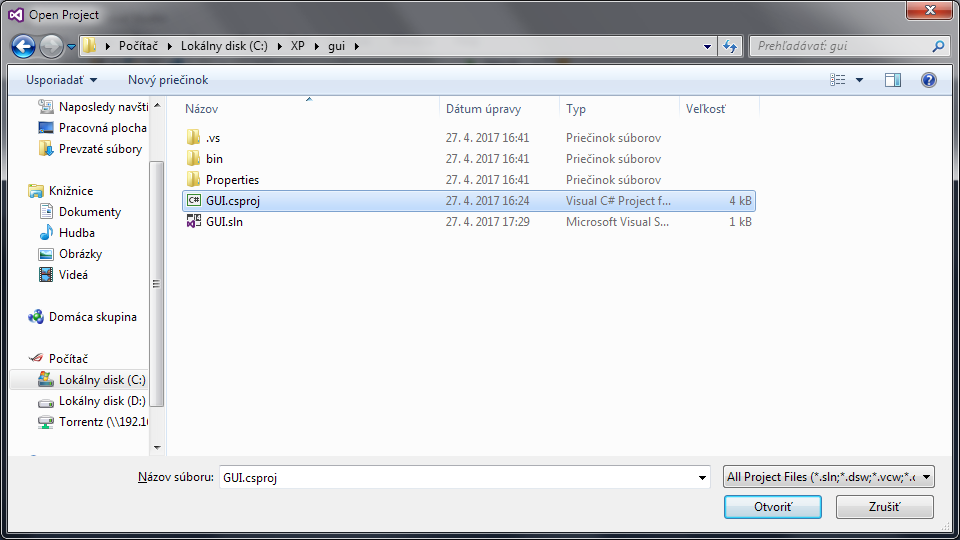 Open Project
Počítač Lokálny disk (C:) XP gui
Prehľadávať: gui
Usporiadať Nový priečinok
Názov Dátum úpravy Typ Veľkosť
Naposledy navští
Pracovná plocha
Prevzaté súbory
Knižnice
Dokumenty
Hudba
Obrázky
Videá
Domáca skupina
Počítač
Lokálny disk (C:)
Lokálny disk (D:)
Torrentz (\\192.16
.vs 27. 4. 2017 16:41 Priečinok súborov
bin 27. 4. 2017 16:41 Priečinok súborov
Properties 27. 4. 2017 16:41 Priečinok súborov
GUI.csproj 27. 4. 2017 16:24 Visual C# Project f... 4 kB
GUI.sln 27. 4. 2017 17:29 Microsoft Visual S... 1 kB
Názov súboru: GUI.csproj
All Project Files (*.sln;*.dsw;*.vcw;*.c
Otvoriť Zrušiť